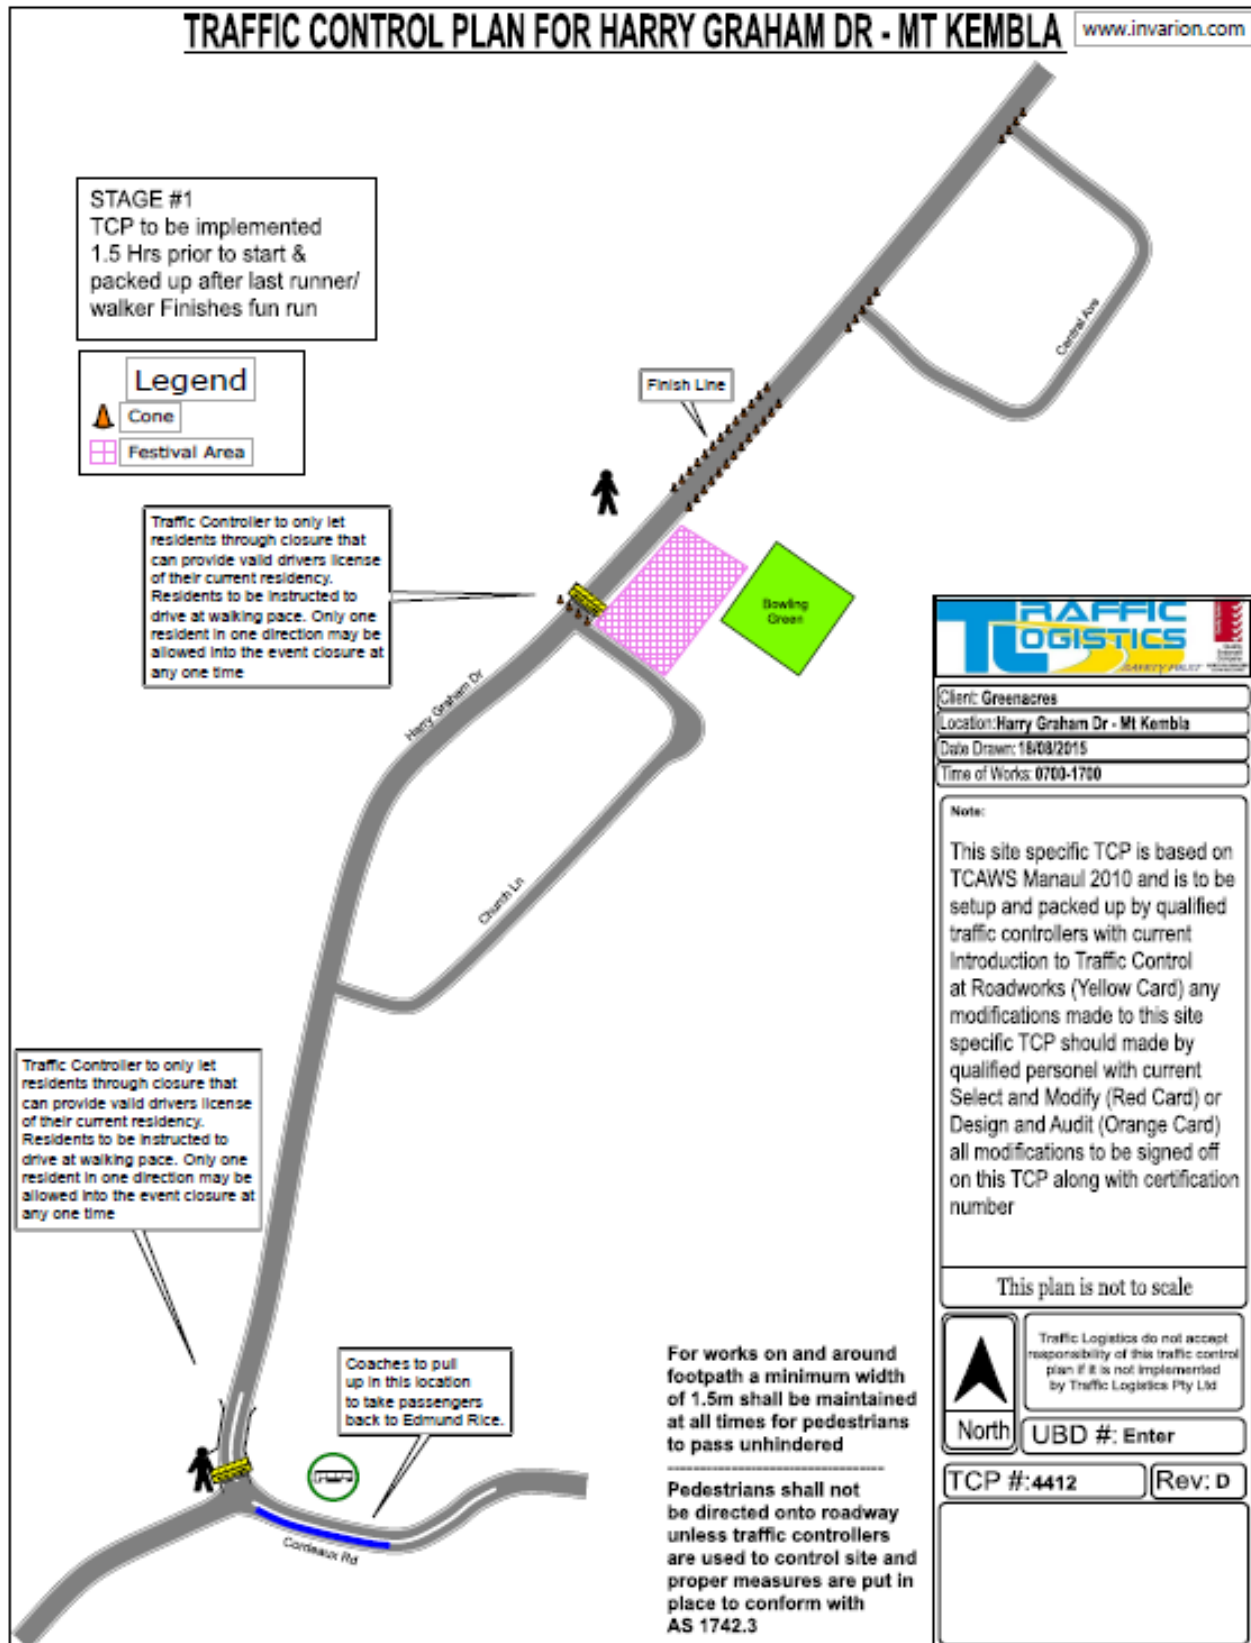 TRAFFIC CONTROL PLAN FOR HARRY GRAHAM DR - MT KEMBLA
www.invarion.com
STAGE #1
TCP to be implemented
1.5 Hrs prior to start &
packed up after last runner/
walker Finishes fun run
Legend
Cone
Festival Area
Central Ave
Finish Line
Traffic Controller to only let
residents through closure that
can provide valid drivers license
of their current residency.
Residents to be instructed to
drive at walking pace. Only one
resident in one direction may be
allowed into the event closure at
any one time
Bowling
Green
Harry Graham Dr
Church Ln
Traffic Controller to only let
residents through closure that
can provide valid drivers license
of their current residency.
Residents to be instructed to
drive at walking pace. Only one
resident in one direction may be
allowed into the event closure at
any one time
Coaches to pull
up in this location
to take passengers
back to Edmund Rice.
Cordeaux Rd
For works on and around
footpath a minimum width
of 1.5m shall be maintained
at all times for pedestrians
to pass unhindered
Pedestrians shall not
be directed onto roadway
unless traffic controllers
are used to control site and
proper measures are put in
place to conform with
AS 1742.3
TRAFFIC
LOGISTICS
SAFETY FIRST
Client: Greenacres
Location:Harry Graham Dr - Mt Kembla
Date Drawn: 18/08/2015
Time of Works: 0700-1700
Note:
This site specific TCP is based on
TCAWS Manaul 2010 and is to be
setup and packed up by qualified
traffic controllers with current
Introduction to Traffic Control
at Roadworks (Yellow Card) any
modifications made to this site
specific TCP should made by
qualified personel with current
Select and Modify (Red Card) or
Design and Audit (Orange Card)
all modifications to be signed off
on this TCP along with certification
number
This plan is not to scale
North
Traffic Logistics do not accept
responsibility of this traffic control
plan if it is not implemented
by Traffic Logistics Pty Ltd
UBD #: Enter
TCP #:4412
Rev: D